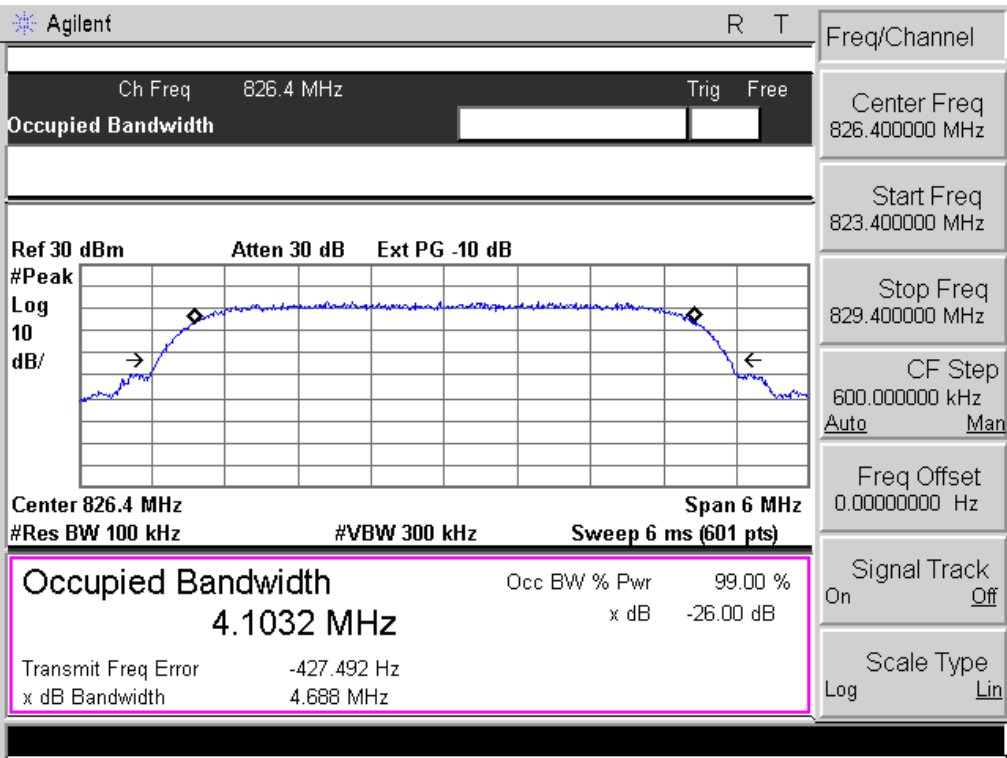 Agilent R T
Ch Freq 826.4 MHz Trig Free
Occupied Bandwidth
Ref 30 dBm Atten 30 dB Ext PG -10 dB
#Peak
Log
10
dB/
Center 826.4 MHz Span 6 MHz
#Res BW 100 kHz #VBW 300 kHz Sweep 6 ms (601 pts)
Occupied Bandwidth Occ BW % Pwr 99.00 %
4.1032 MHz x dB -26.00 dB
Transmit Freq Error -427.492 Hz
x dB Bandwidth 4.688 MHz
Freq/Channel
Center Freq
826.400000 MHz
Start Freq
823.400000 MHz
Stop Freq
829.400000 MHz
CF Step
600.000000 kHz
Auto Man
Freq Offset
0.00000000 Hz
Signal Track
On Off
Scale Type
Log Lin